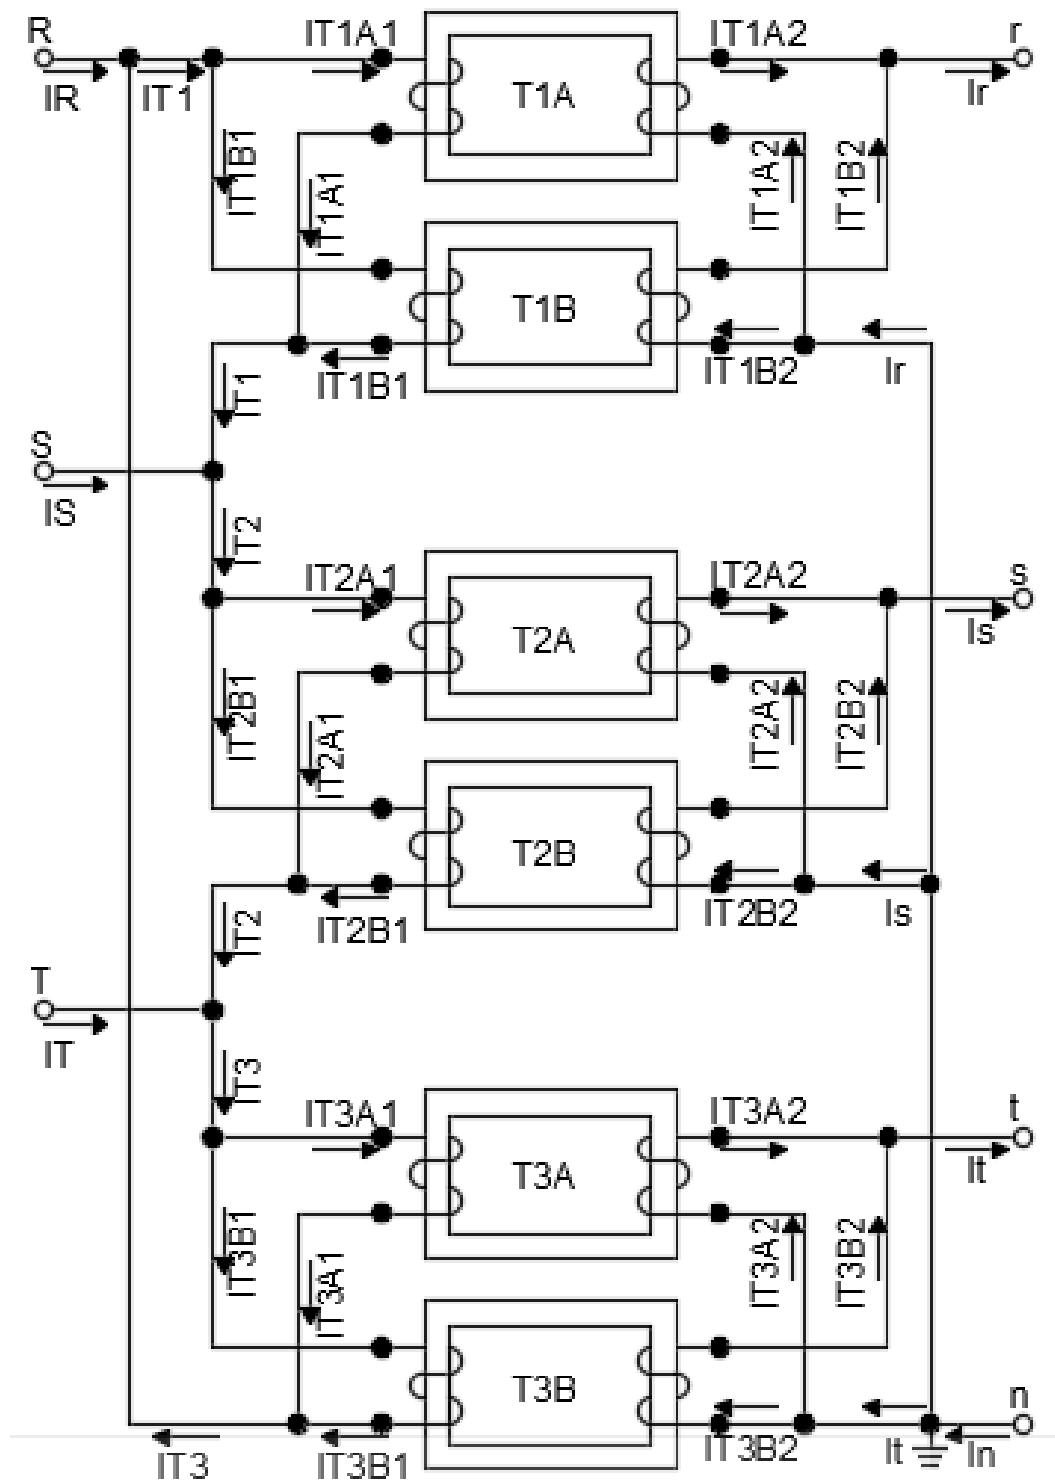 R IT1A1 IT1A2 r
IR IT1 T1A Ir
IT1B1 IT1A1 IT1A2 IT1B2
T1B
IT1 IT1B1 IT1B2 Ir
S
IS
IT2
IT2A1 IT2A2 s
T2A Is
IT2B1 IT2A1 IT2A2 IT2B2
T2B
IT2 IT2B1 IT2B2 Is
T
IT
IT3
IT3A1 IT3A2 t
T3A It
IT3B1 IT3A1 IT3A2 IT3B2
T3B n
IT3 IT3B1 IT3B2 It In